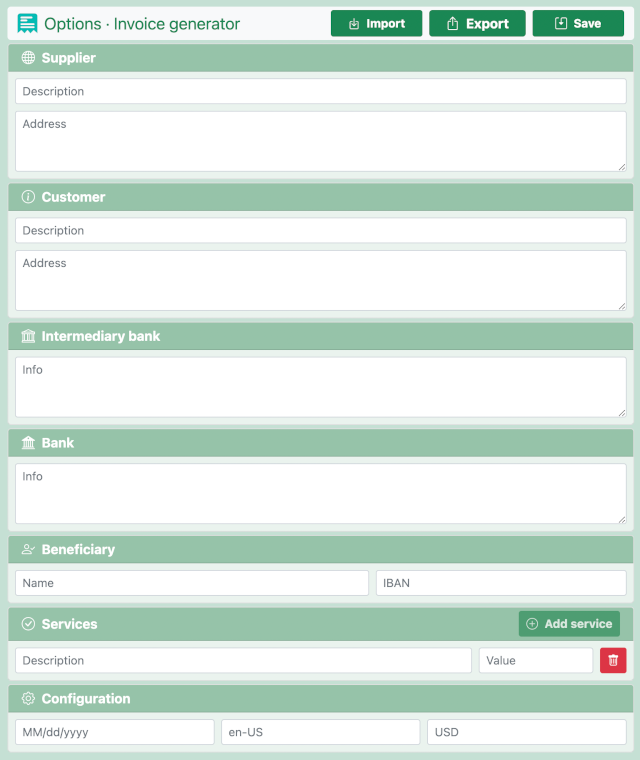 Options · Invoice generator
Import
Export
Save
Supplier
Description
Address
Customer
Description
Address
Intermediary bank
Info
Bank
Info
Beneficiary
Name
IBAN
Services
Add service
Description
Value
Configuration
MM/dd/yyyy
en-US
USD